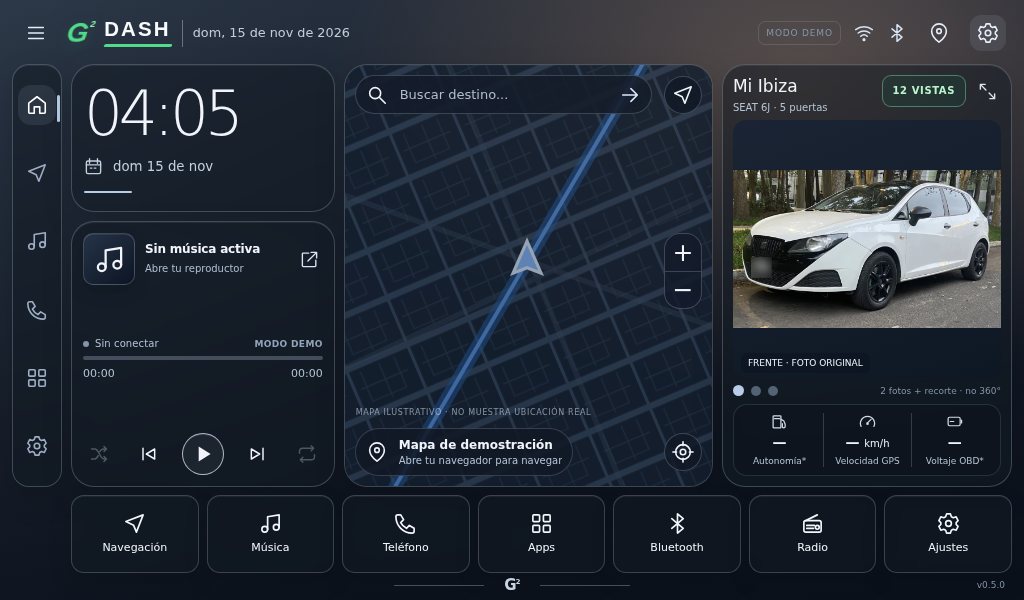 G² DASH dom, 15 de nov de 2026
MODO DEMO
04:05
dom 15 de nov
Sin música activa
Abre tu reproductor
Sin conectar
MODO DEMO
00:00
00:00
Buscar destino...
MAPA ILUSTRATIVO · NO MUESTRA UBICACIÓN REAL
Mapa de demostración
Abre tu navegador para navegar
Mi Ibiza
SEAT 6J · 5 puertas
12 VISTAS
FRENTE · FOTO ORIGINAL
2 fotos + recorte · no 360°
—
Autonomía*
— km/h
Velocidad GPS
—
Voltaje OBD*
Navegación
Música
Teléfono
Apps
Bluetooth
Radio
Ajustes
G²
v0.5.0